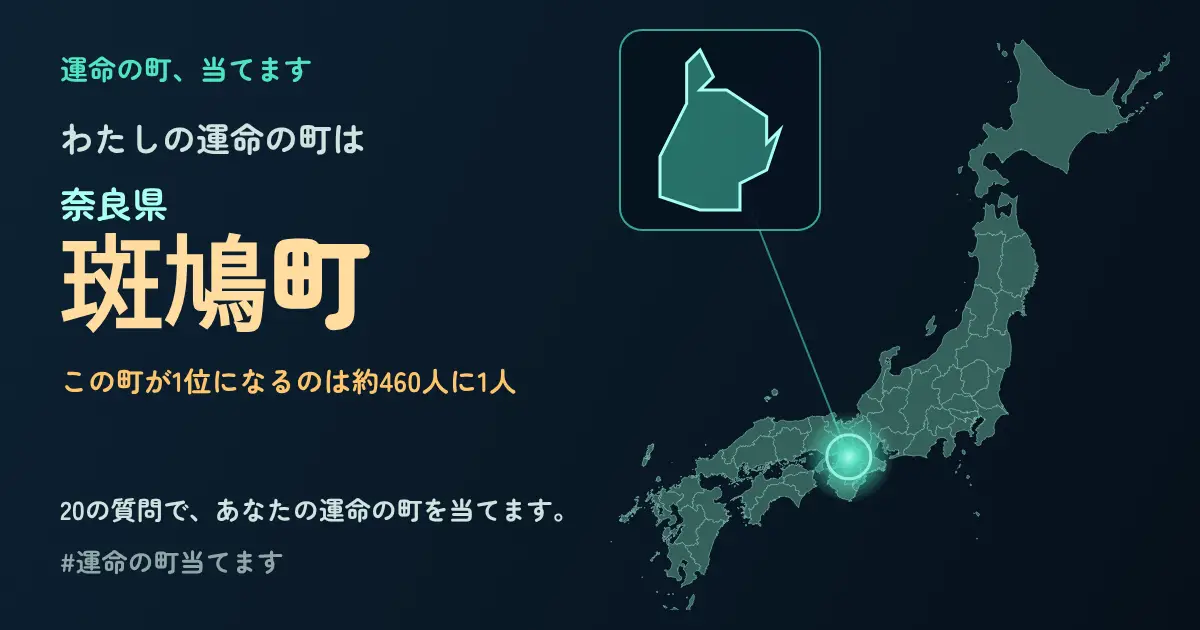 運命の町、当てます
わたしの運命の町は
奈良県
斑鳩町
この町が1位になるのは約460人に1人
20の質問で、あなたの運命の町を当てます。
#運命の町当てます